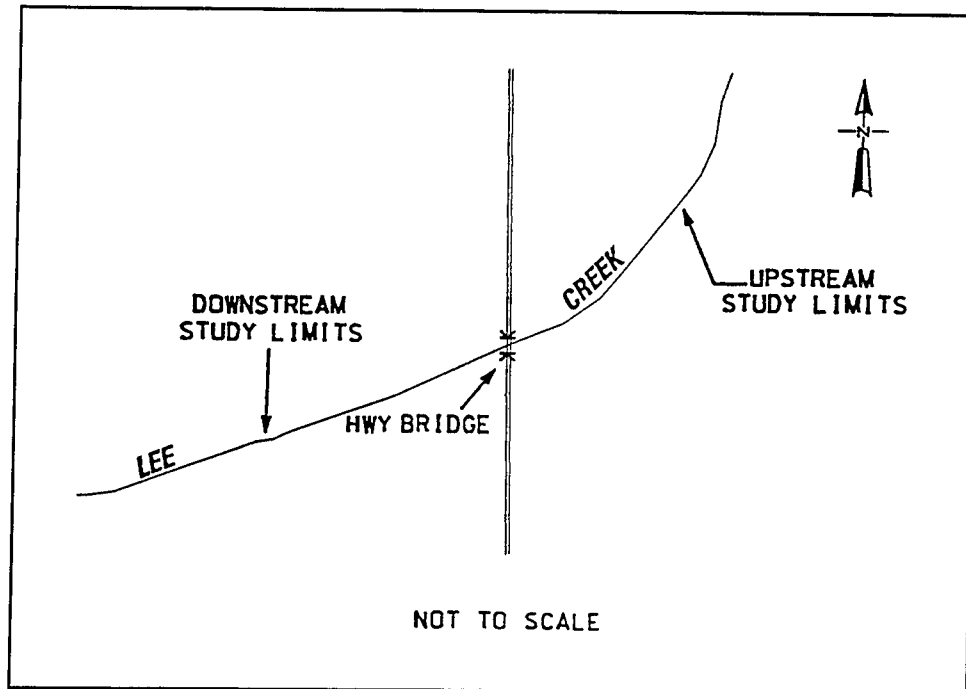 N
CREEK
UPSTREAM
STUDY LIMITS
DOWNSTREAM
STUDY LIMITS
HWY BRIDGE
LEE
NOT TO SCALE